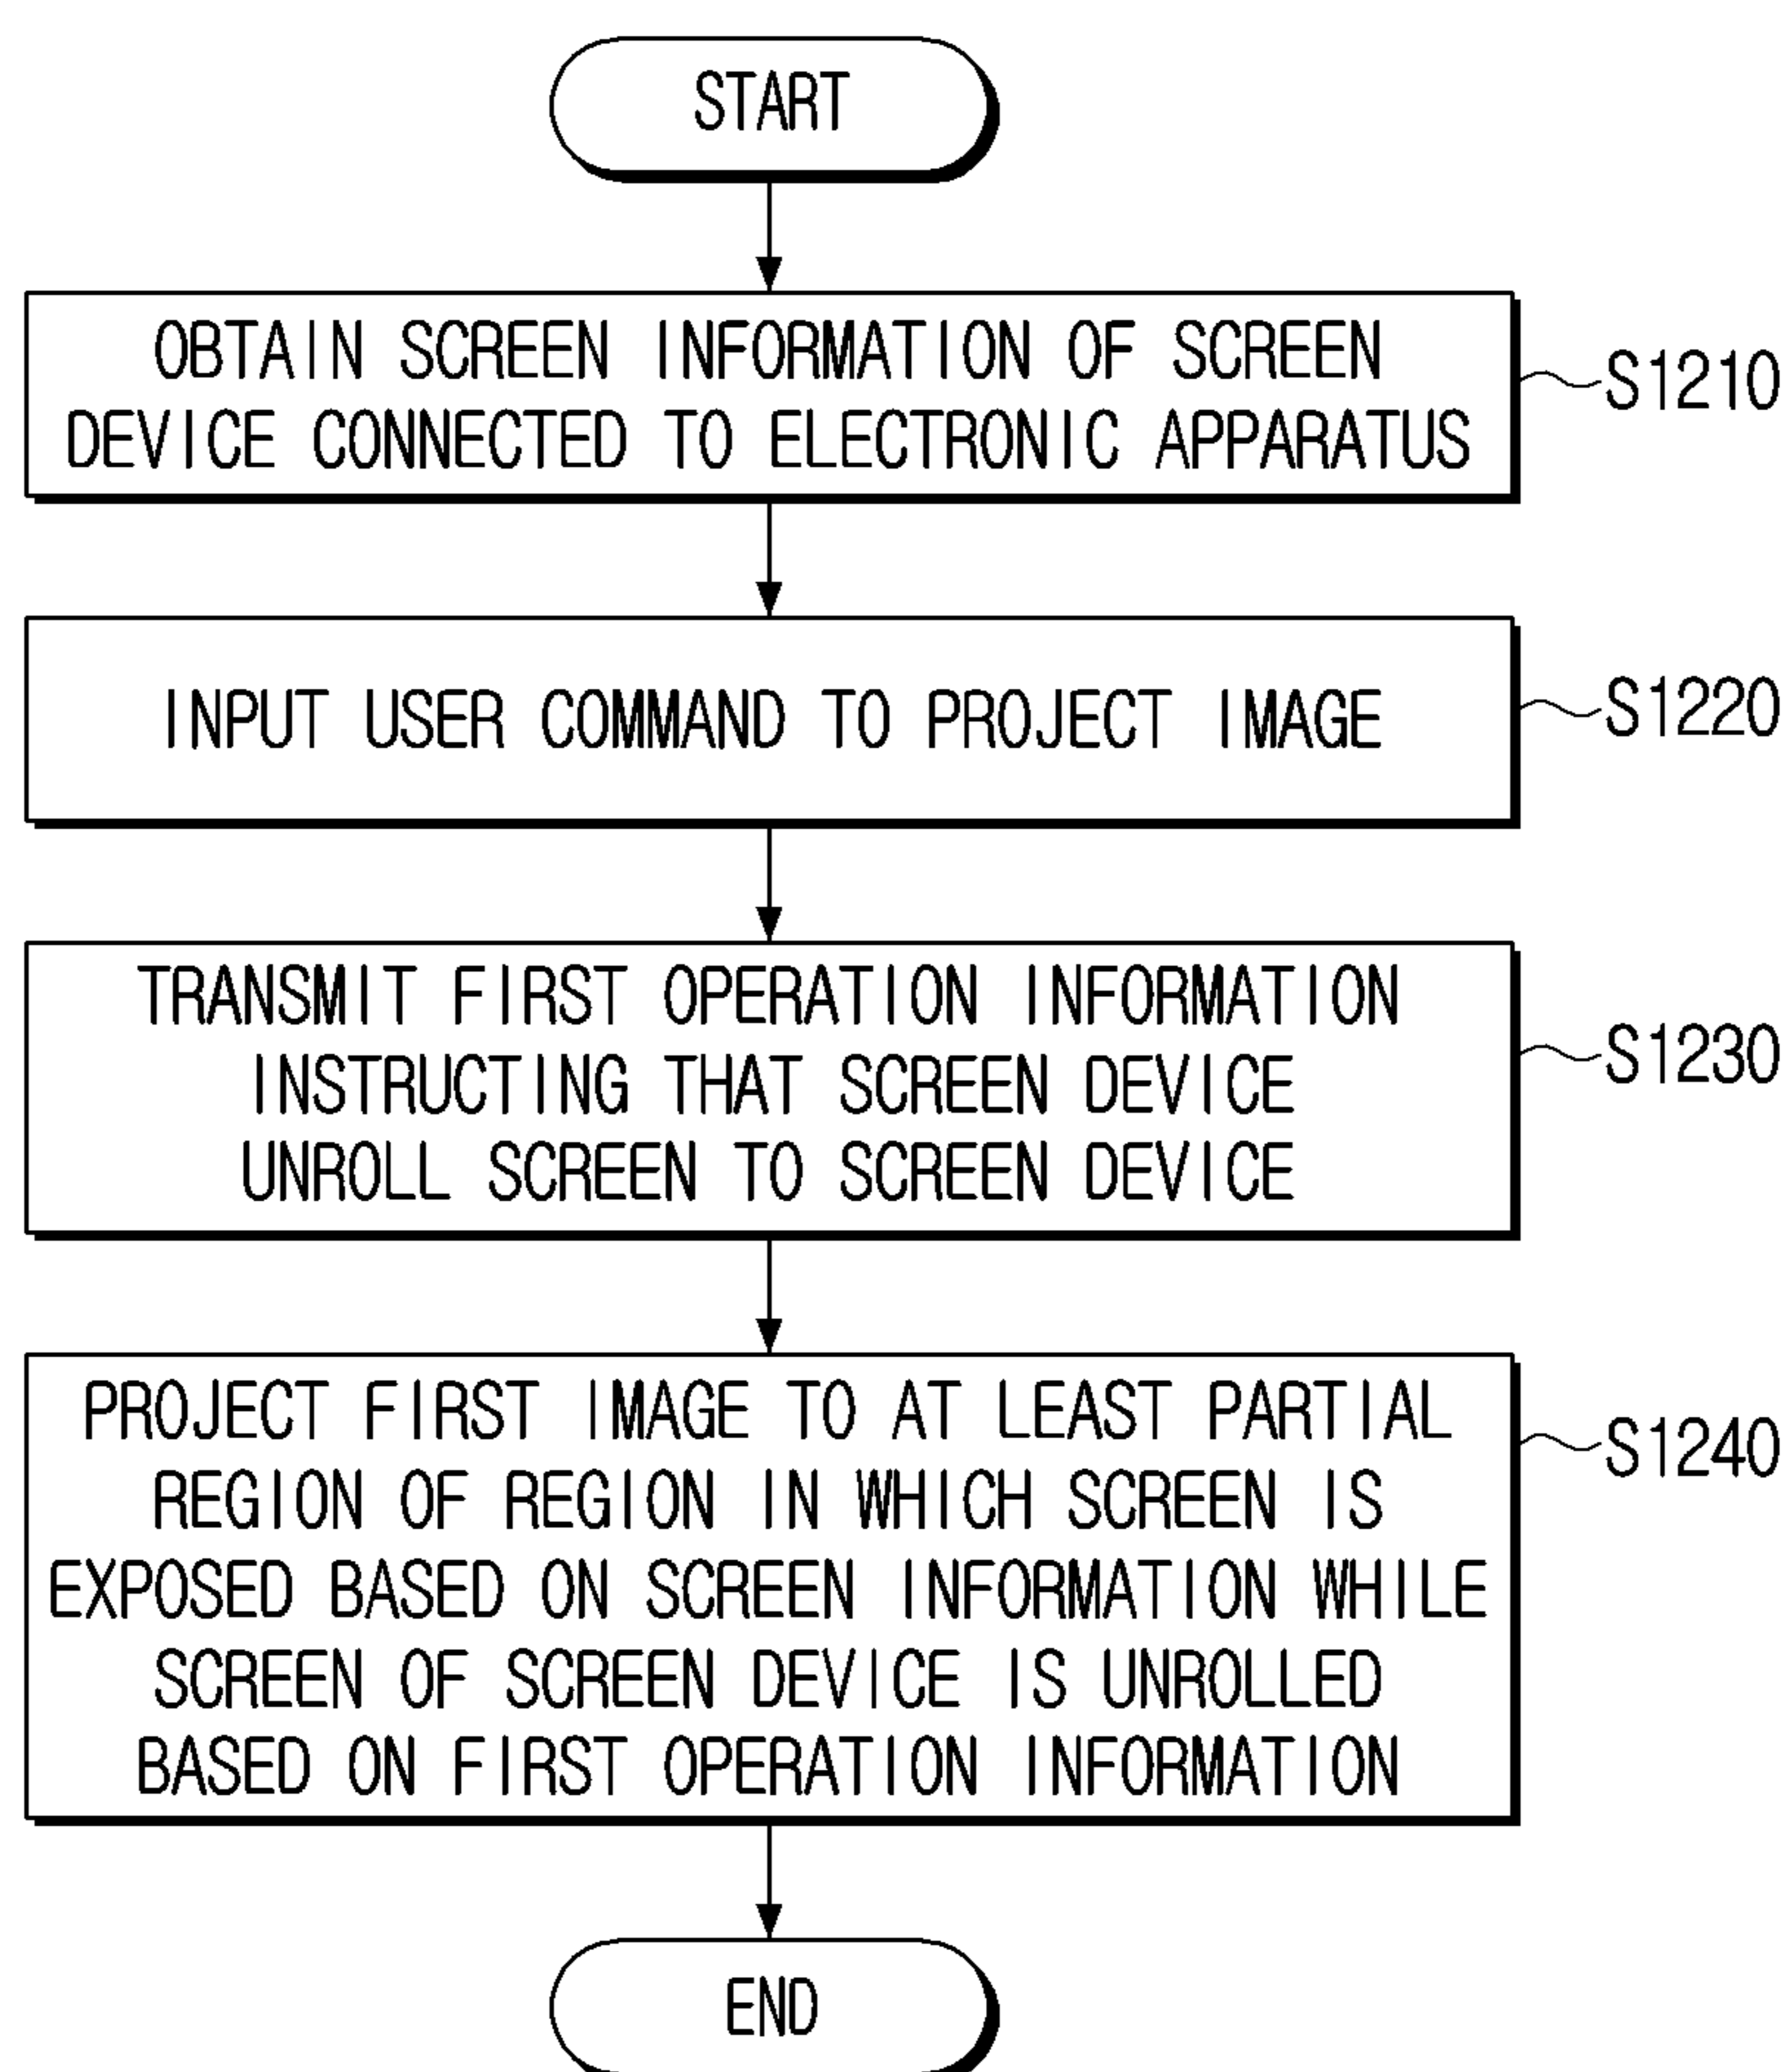 START
OBTAIN SCREEN INFORMATION OF SCREEN
DEVICE CONNECTED TO ELECTRONIC APPARATUS
S1210
INPUT USER COMMAND TO PROJECT IMAGE
S1220
TRANSMIT FIRST OPERATION INFORMATION
INSTRUCTING THAT SCREEN DEVICE
UNROLL SCREEN TO SCREEN DEVICE
S1230
PROJECT FIRST IMAGE TO AT LEAST PARTIAL
REGION OF REGION IN WHICH SCREEN IS
EXPOSED BASED ON SCREEN INFORMATION WHILE
SCREEN OF SCREEN DEVICE IS UNROLLED
BASED ON FIRST OPERATION INFORMATION
S1240
END